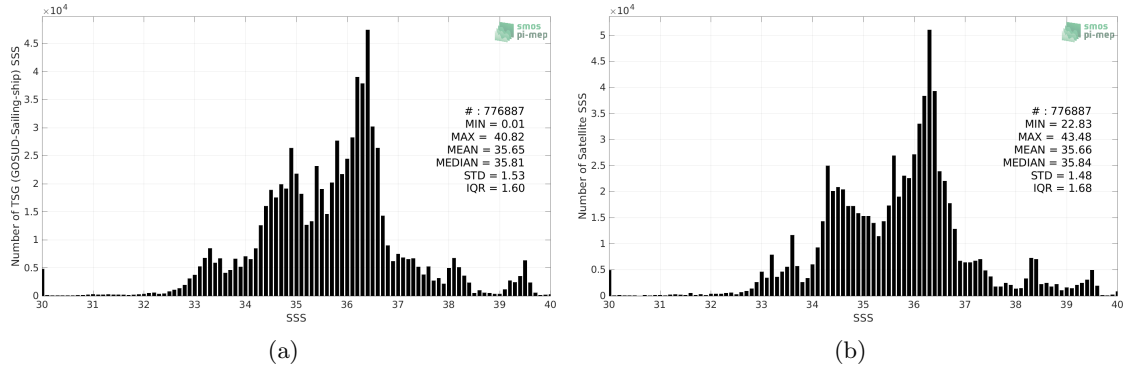 ×10⁴
5
4.5
4
3.5
3
2.5
2
1.5
1
0.5
0
30 31 32 33 34 35 36 37 38 39 40
SSS
Number of TSG (GOSUD-Sailing-ship) SSS
smos
pi-mep
# : 776887
MIN = 0.01
MAX = 40.82
MEAN = 35.65
MEDIAN = 35.81
STD = 1.53
IQR = 1.60
(a)
×10⁴
5
4.5
4
3.5
3
2.5
2
1.5
1
0.5
0
30 31 32 33 34 35 36 37 38 39 40
SSS
Number of Satellite SSS
smos
pi-mep
# : 776887
MIN = 22.83
MAX = 43.48
MEAN = 35.66
MEDIAN = 35.84
STD = 1.48
IQR = 1.68
(b)